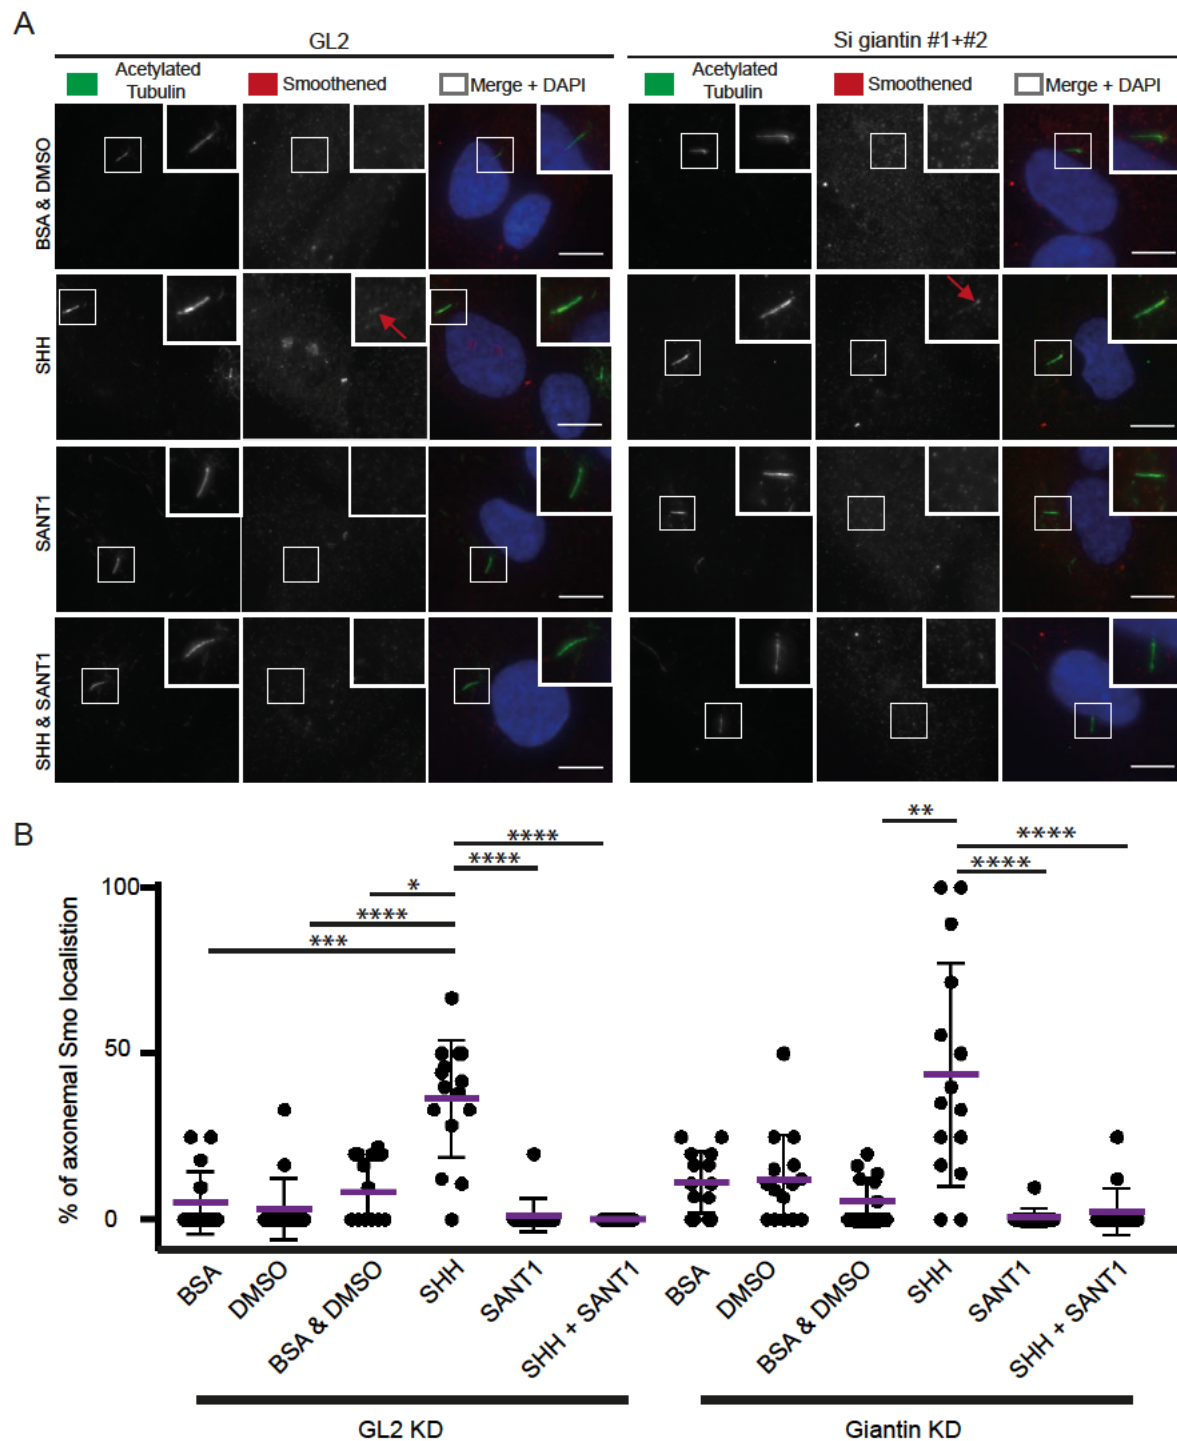 A
GL2
Si giantin #1+#2
Acetylated
Tubulin
Smoothened
Merge + DAPI
Acetylated
Tubulin
Smoothened
Merge + DAPI
BSA & DMSO
SHH
SANT1
SHH & SANT1
B
**
****
****
****
****
*
****
***
% of axonemal Smo localistion
100
50
0
BSA
DMSO
BSA & DMSO
SHH
SANT1
SHH + SANT1
BSA
DMSO
BSA & DMSO
SHH
SANT1
SHH + SANT1
GL2 KD
Giantin KD